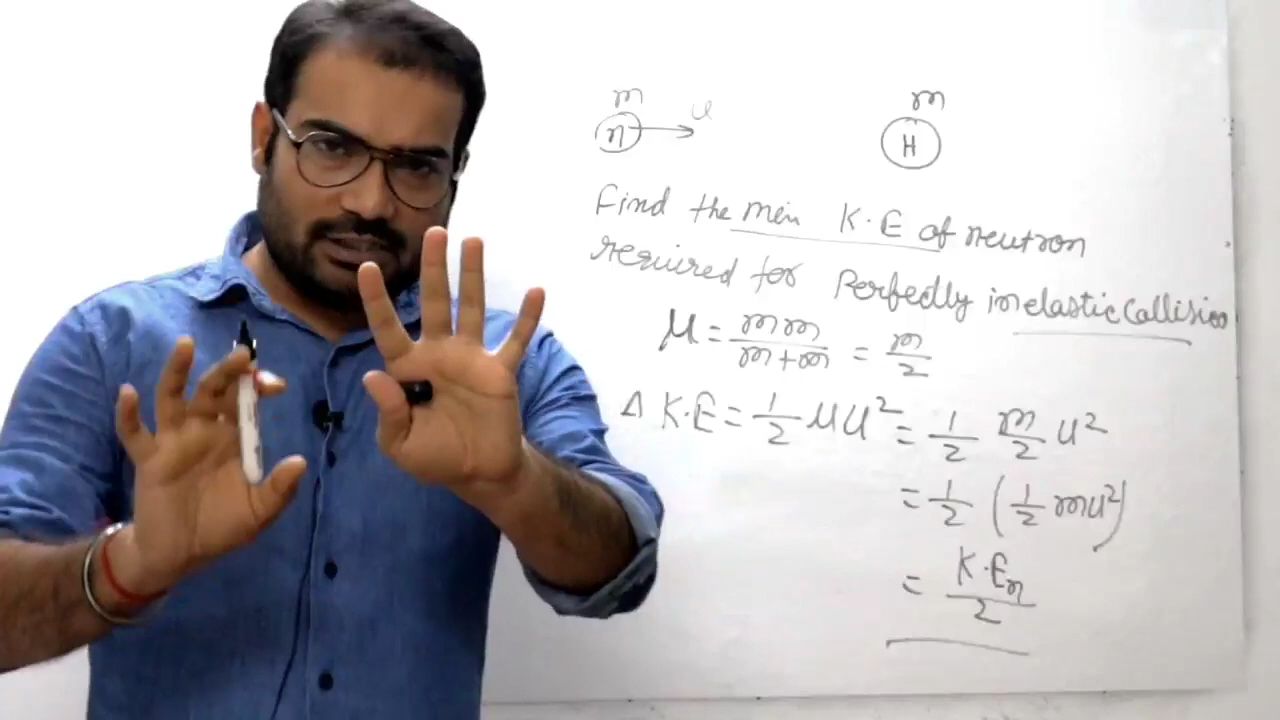 m u m
n H
Find the min K.E of neutron
required for Perfectly inelastic Callision
μ = mm/m+m = m/2
Δ K.E = 1/2 μu² = 1/2 m/2 u²
= 1/2 (1/2 mu²)
= K.Eₙ/2